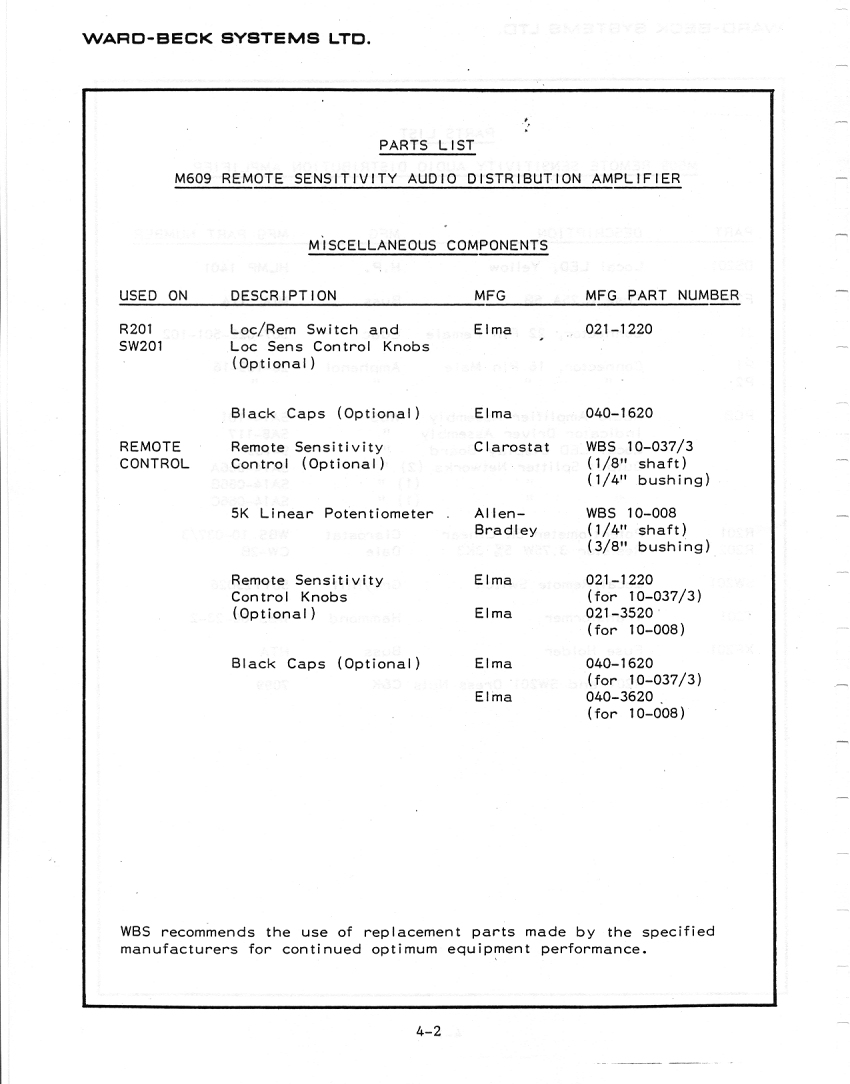 WARD-BECK SYSTEMS LTD.
PARTS LIST
M609 REMOTE SENSITIVITY AUDIO DISTRIBUTION AMPLIFIER
MISCELLANEOUS COMPONENTS
USED ON DESCRIPTION MFG MFG PART NUMBER
R201 Loc/Rem Switch and Elma 021-1220
SW201 Loc Sens Control Knobs
(Optional)
Black Caps (Optional) Elma 040-1620
REMOTE Remote Sensitivity Clarostat WBS 10-037/3
CONTROL Control (Optional) (1/8" shaft)
(1/4" bushing)
5K Linear Potentiometer Allen- WBS 10-008
Bradley (1/4" shaft)
(3/8" bushing)
Remote Sensitivity Elma 021-1220
Control Knobs (for 10-037/3)
(Optional) Elma 021-3520
(for 10-008)
Black Caps (Optional) Elma 040-1620
(for 10-037/3)
Elma 040-3620
(for 10-008)
WBS recommends the use of replacement parts made by the specified
manufacturers for continued optimum equipment performance.
4-2